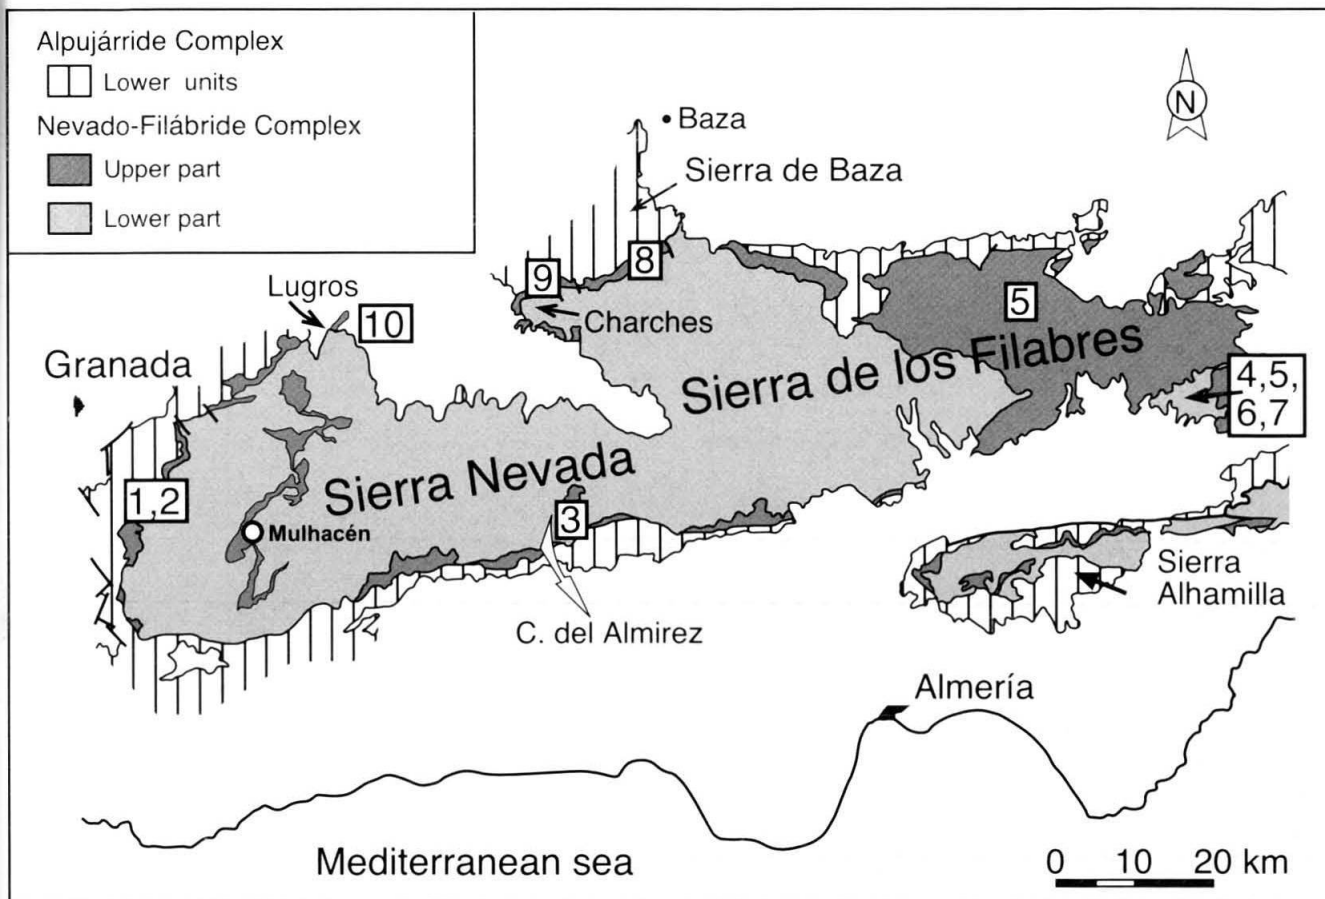 Alpujárride Complex
Lower units
Nevado-Filábride Complex
Upper part
Lower part
N
Baza
Sierra de Baza
8
9
5
Lugros
10
Charches
Granada
Sierra de los Filabres
4,5,
6,7
Sierra Nevada
1,2
3
Mulhacén
Sierra
Alhamilla
C. del Almirez
Almería
Mediterranean sea
0 10 20 km